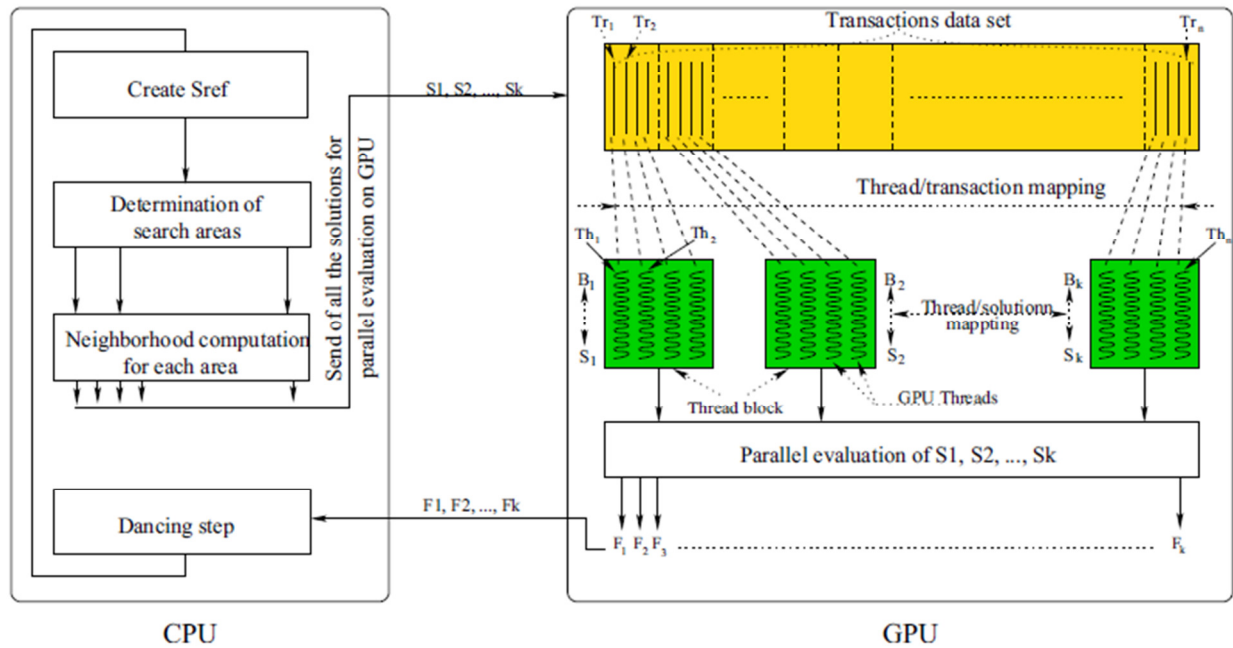 Create Sref
Determination of
search areas
Neighborhood computation
for each area
Dancing step
Send of all the solutions for
parallel evaluation on GPU
S1, S2, ..., Sk
F1, F2, ..., Fk
CPU
Tr1 Tr2 Transactions data set Trn
Thread/transaction mapping
Th1 Th2 Thn
B1 B2 Bk
Thread/solutionn
mappting
S1 S2 Sk
Thread block GPU Threads
Parallel evaluation of S1, S2, ..., Sk
F1 F2 F3 Fk
GPU